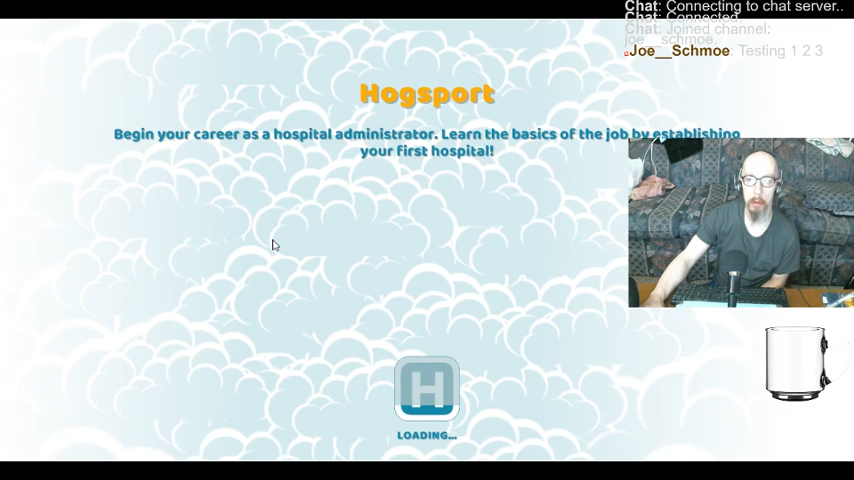 Chat: Connecting to chat server..
Chat: Connected.
Chat: Joined channel:
joe__schmoe.
Joe__Schmoe: Testing 1 2 3
Hogsport
Begin your career as a hospital administrator. Learn the basics of the job by establishing
your first hospital!
H
LOADING...